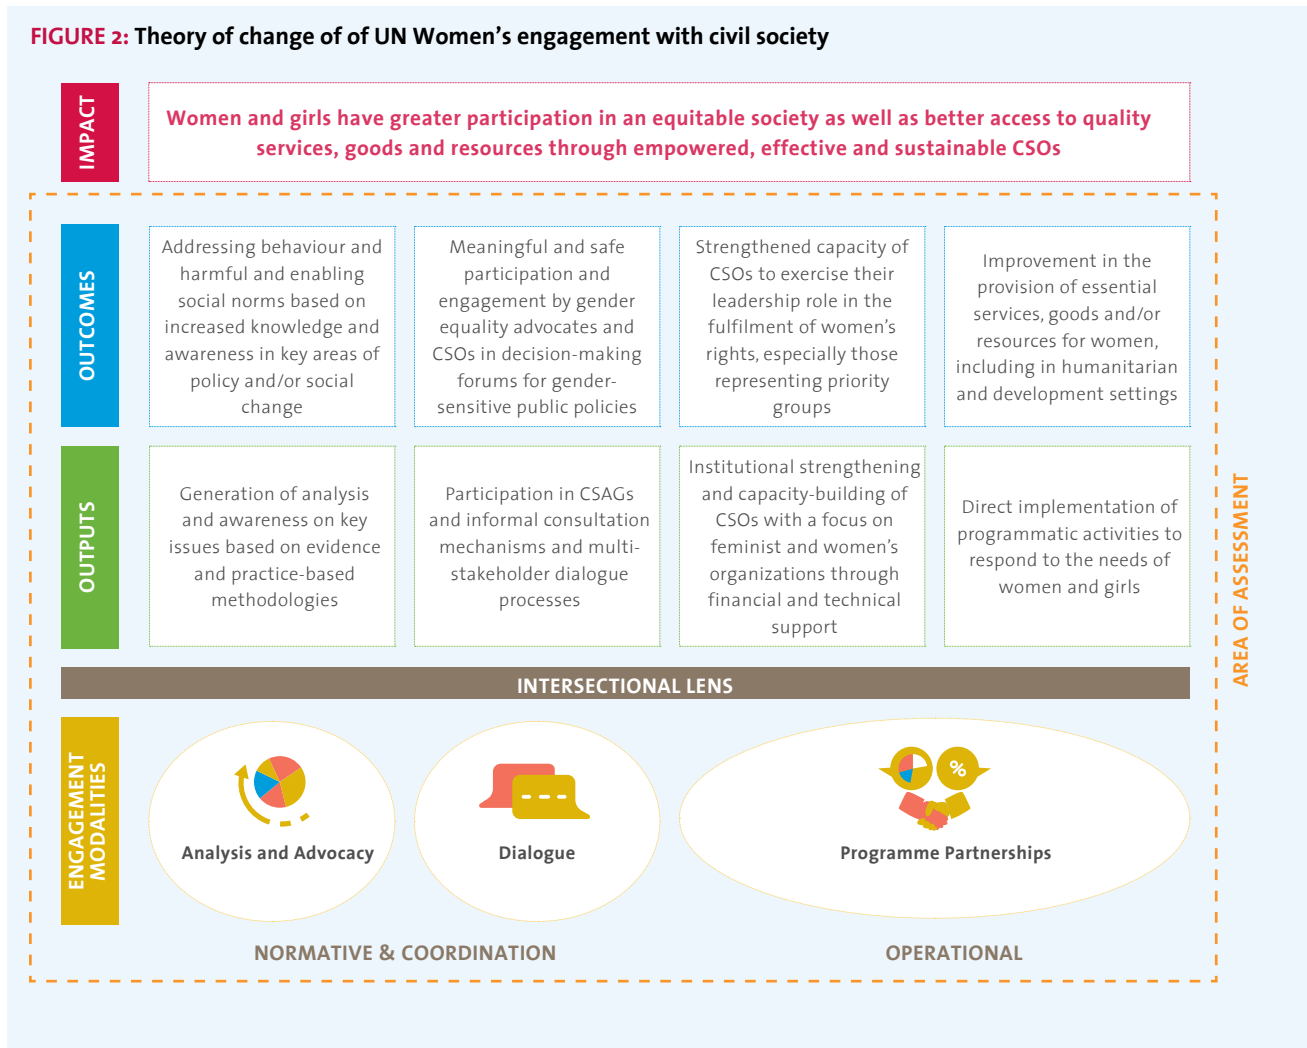 FIGURE 2: Theory of change of of UN Women’s engagement with civil society
IMPACT
Women and girls have greater participation in an equitable society as well as better access to quality
services, goods and resources through empowered, effective and sustainable CSOs
OUTCOMES
Addressing behaviour and
harmful and enabling
social norms based on
increased knowledge and
awareness in key areas of
policy and/or social
change
Meaningful and safe
participation and
engagement by gender
equality advocates and
CSOs in decision-making
forums for gender-
sensitive public policies
Strengthened capacity of
CSOs to exercise their
leadership role in the
fulfilment of women’s
rights, especially those
representing priority
groups
Improvement in the
provision of essential
services, goods and/or
resources for women,
including in humanitarian
and development settings
OUTPUTS
Generation of analysis
and awareness on key
issues based on evidence
and practice-based
methodologies
Participation in CSAGs
and informal consultation
mechanisms and multi-
stakeholder dialogue
processes
Institutional strengthening
and capacity-building of
CSOs with a focus on
feminist and women’s
organizations through
financial and technical
support
Direct implementation of
programmatic activities to
respond to the needs of
women and girls
AREA OF ASSESSMENT
INTERSECTIONAL LENS
ENGAGEMENT
MODALITIES
Analysis and Advocacy
Dialogue
%
Programme Partnerships
NORMATIVE & COORDINATION
OPERATIONAL